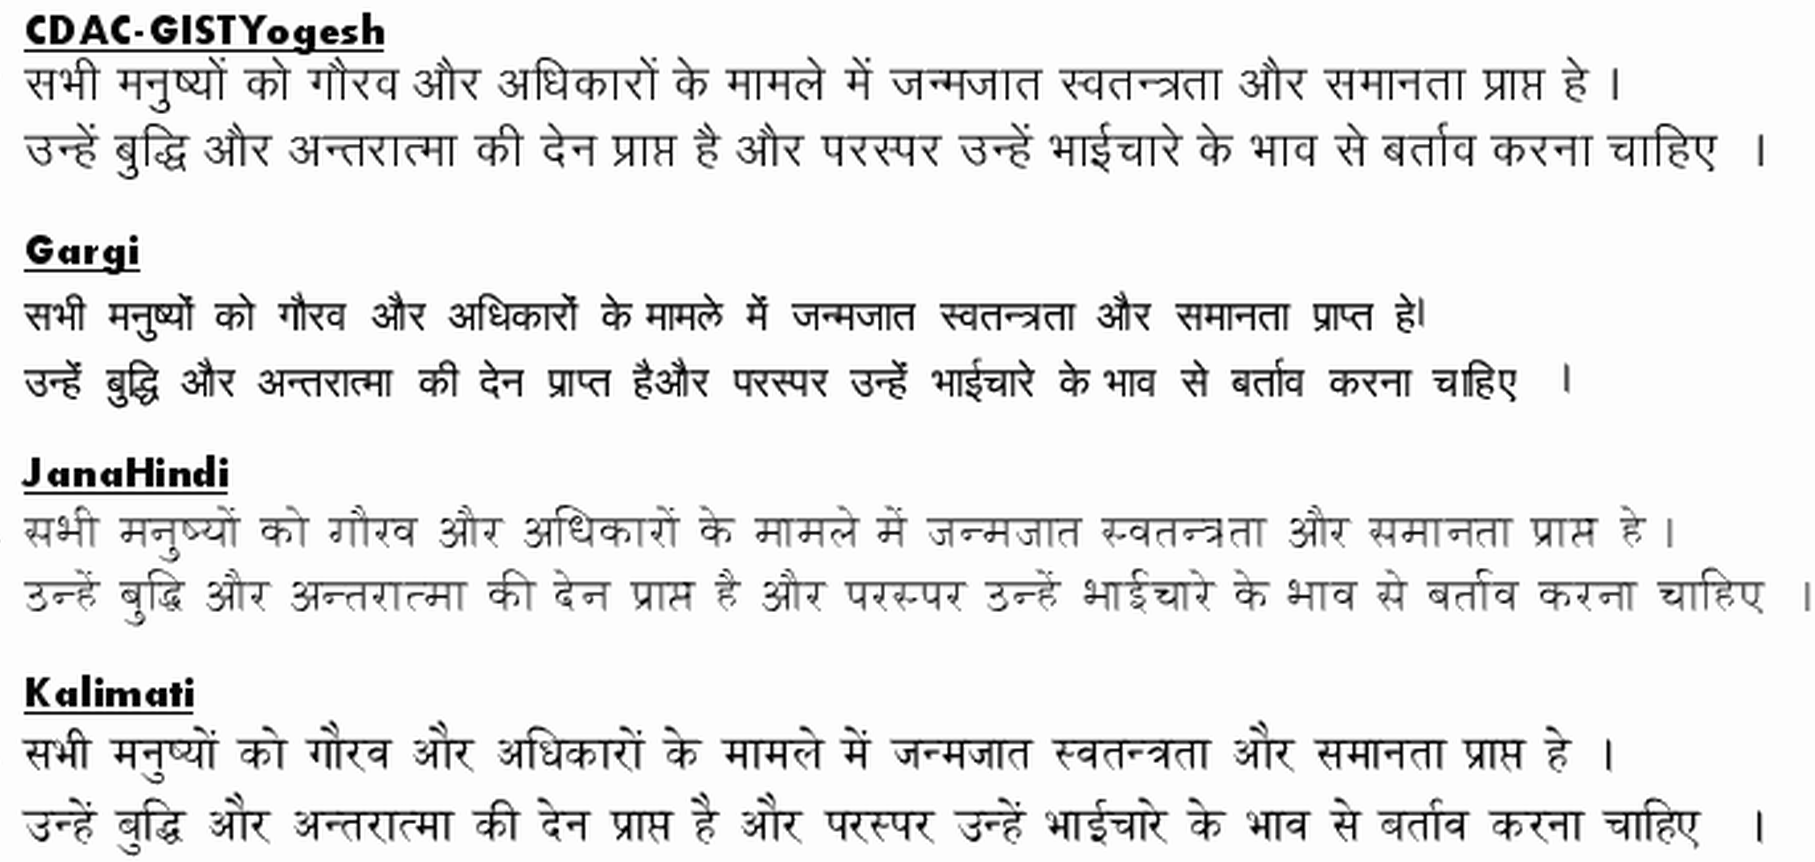 CDAC-GISTYogesh
सभी मनुष्यों को गौरव और अधिकारों के मामले में जन्मजात स्वतन्त्रता और समानता प्राप्त हे ।
उन्हें बुद्धि और अन्तरात्मा की देन प्राप्त है और परस्पर उन्हें भाईचारे के भाव से बर्ताव करना चाहिए ।
Gargi
सभी मनुष्यों को गौरव और अधिकारों के मामले में जन्मजात स्वतन्त्रता और समानता प्राप्त हे।
उन्हें बुद्धि और अन्तरात्मा की देन प्राप्त हैऔर परस्पर उन्हें भाईचारे के भाव से बर्ताव करना चाहिए ।
JanaHindi
सभी मनुष्यों को गौरव और अधिकारों के मामले में जन्मजात स्वतन्त्रता और समानता प्राप्त हे ।
उन्हें बुद्धि और अन्तरात्मा की देन प्राप्त है और परस्पर उन्हें भाईचारे के भाव से बर्ताव करना चाहिए ।
Kalimati
सभी मनुष्यों को गौरव और अधिकारों के मामले में जन्मजात स्वतन्त्रता और समानता प्राप्त हे ।
उन्हें बुद्धि और अन्तरात्मा की देन प्राप्त है और परस्पर उन्हें भाईचारे के भाव से बर्ताव करना चाहिए ।